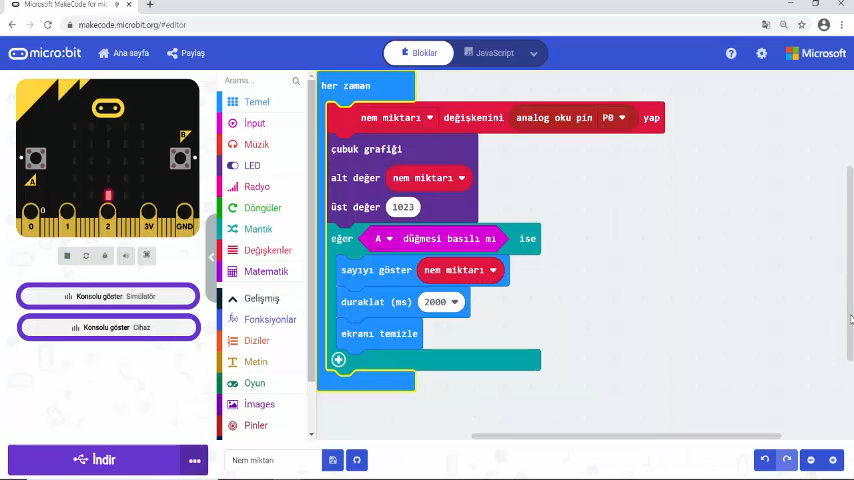 Microsoft MakeCode for micro:bit
makecode.microbit.org/#editor
micro:bit
Ana sayfa
Paylaş
Bloklar
JavaScript
Microsoft
Arama...
Temel
Input
Müzik
LED
Radyo
Döngüler
Mantık
Değişkenler
Matematik
Gelişmiş
Fonksiyonlar
Diziler
Metin
Oyun
Images
Pinler
B
A
0
0 1 2 3V GND
Konsolu göster Simülatör
Konsolu göster Cihaz
İndir
Nem miktarı
her zaman
nem miktarı değişkenini analog oku pin P0 yap
çubuk grafiği
alt değer nem miktarı
üst değer 1023
eğer A düğmesi basılı mı ise
sayıyı göster nem miktarı
duraklat (ms) 2000
ekranı temizle